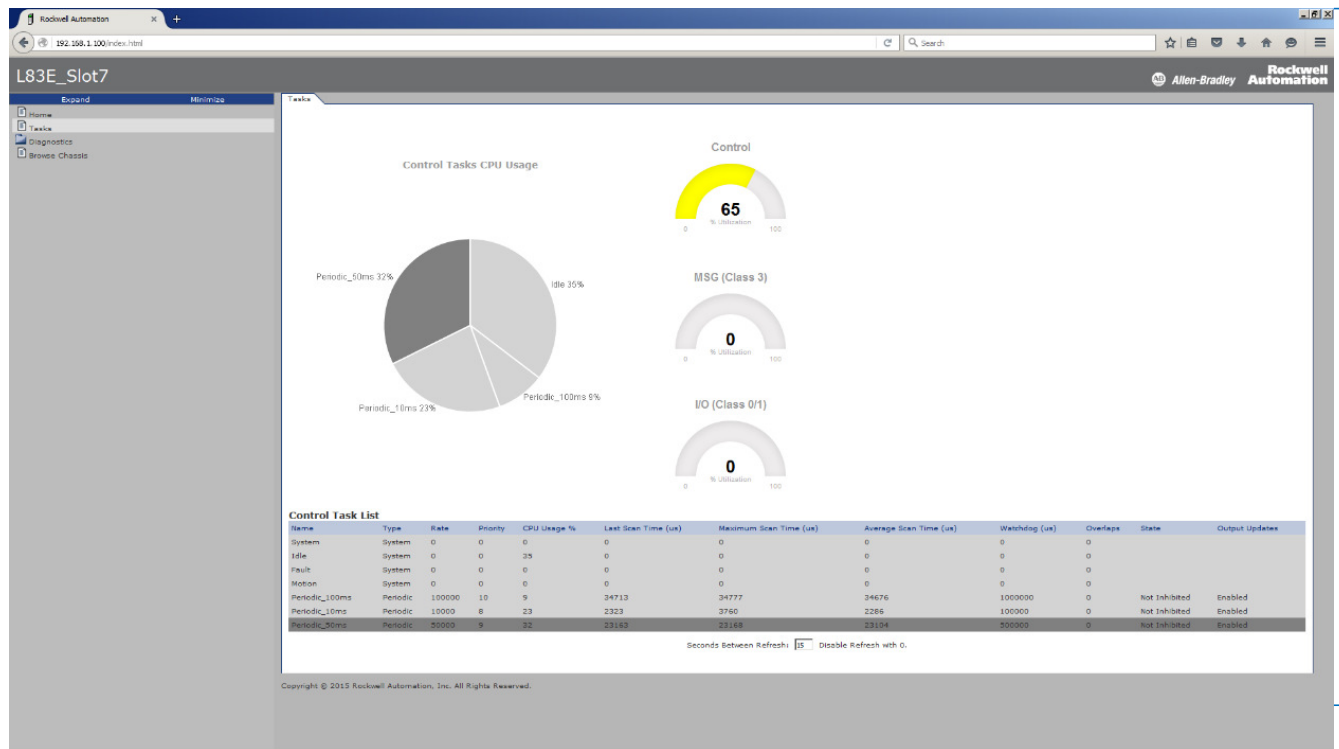 Rockwell Automation
192.168.1.100/index.html
Search
L83E_Slot7
AB Allen-Bradley Rockwell Automation
Expand Minimize
Home
Tasks
Diagnostics
Browse Chassis
Tasks
Control Tasks CPU Usage
Periodic_50ms 32%
Idle 35%
Periodic_10ms 23%
Periodic_100ms 9%
Control
65
% Utilization
0 100
MSG (Class 3)
0
% Utilization
0 100
I/O (Class 0/1)
0
% Utilization
0 100
Control Task List
Name Type Rate Priority CPU Usage % Last Scan Time (us) Maximum Scan Time (us) Average Scan Time (us) Watchdog (us) Overlaps State Output Updates
System System 0 0 0 0 0 0 0 0
Idle System 0 0 35 0 0 0 0 0
Fault System 0 0 0 0 0 0 0 0
Motion System 0 0 0 0 0 0 0 0
Periodic_100ms Periodic 100000 10 9 34713 34777 34676 1000000 0 Not Inhibited Enabled
Periodic_10ms Periodic 10000 8 23 2323 3760 2286 100000 0 Not Inhibited Enabled
Periodic_50ms Periodic 50000 9 32 23163 23168 23104 500000 0 Not Inhibited Enabled
Seconds Between Refresh: 15 Disable Refresh with 0.
Copyright © 2015 Rockwell Automation, Inc. All Rights Reserved.